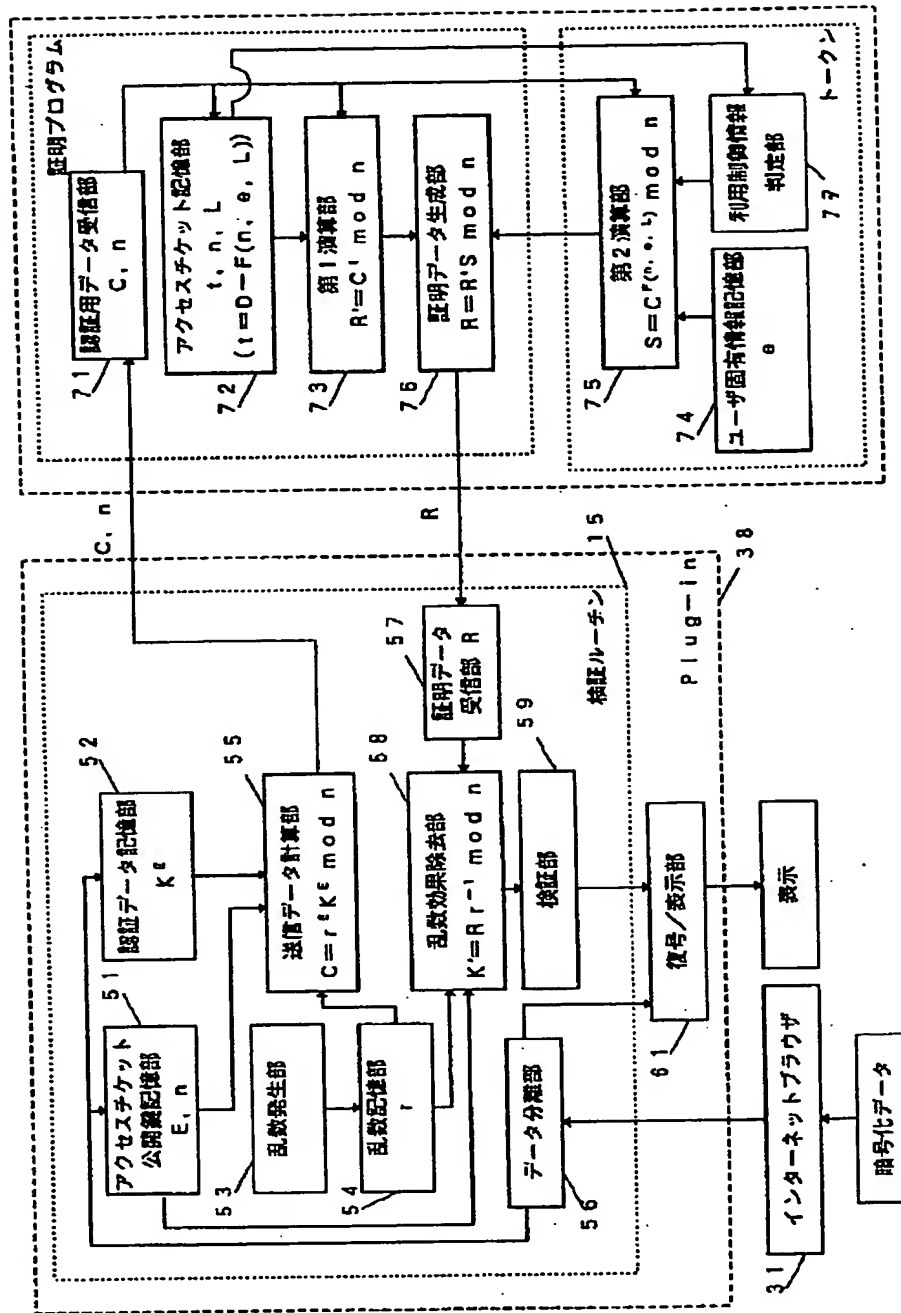 証明プログラム
71
認証用データ受信部
C, n
72
アクセスチケット記憶部
t, n, L
(t=D-F(n, e, L))
73
第1演算部
R'=Cᵗ mod n
76
証明データ生成部
R=R'S mod n
トークン
75
第2演算部
S=C^F(n, e, L) mod n
74
ユーザ固有情報記憶部
e
利用制御情報
判定部
77
C, n
R
52
認証データ記憶部
K^E
51
アクセスチケット
公開鍵記憶部
E, n
55
送信データ計算部
C=r^E K^E mod n
53
乱数発生部
54
乱数記憶部
r
57
証明データ
受信部 R
68
乱数効果除去部
K'=Rr⁻¹ mod n
59
検証部
56
データ分離部
検証ルーチン
15
Plug-in
38
61
復号/表示部
表示
31
インターネットブラウザ
暗号化データ